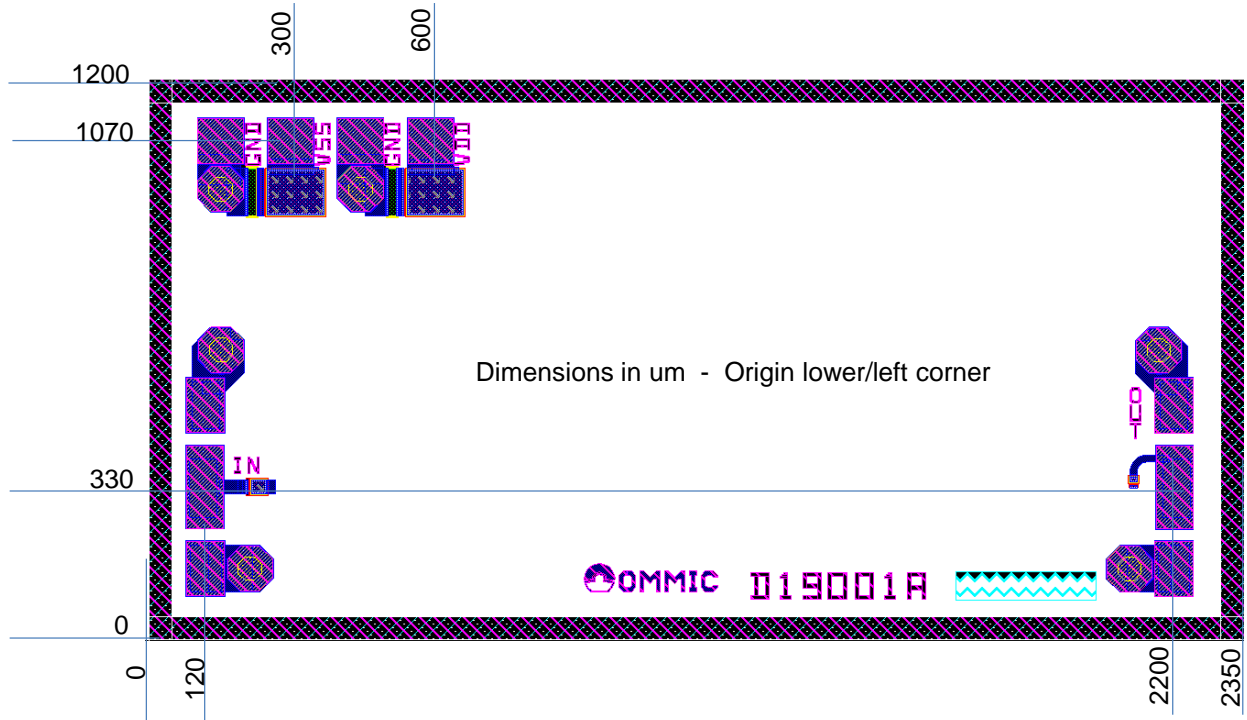 300
600
1200
1070
GND
VSS
GND
VDD
Dimensions in um - Origin lower/left corner
OUT
IN
330
OMMIC
D19001A
0
0
120
2200
2350